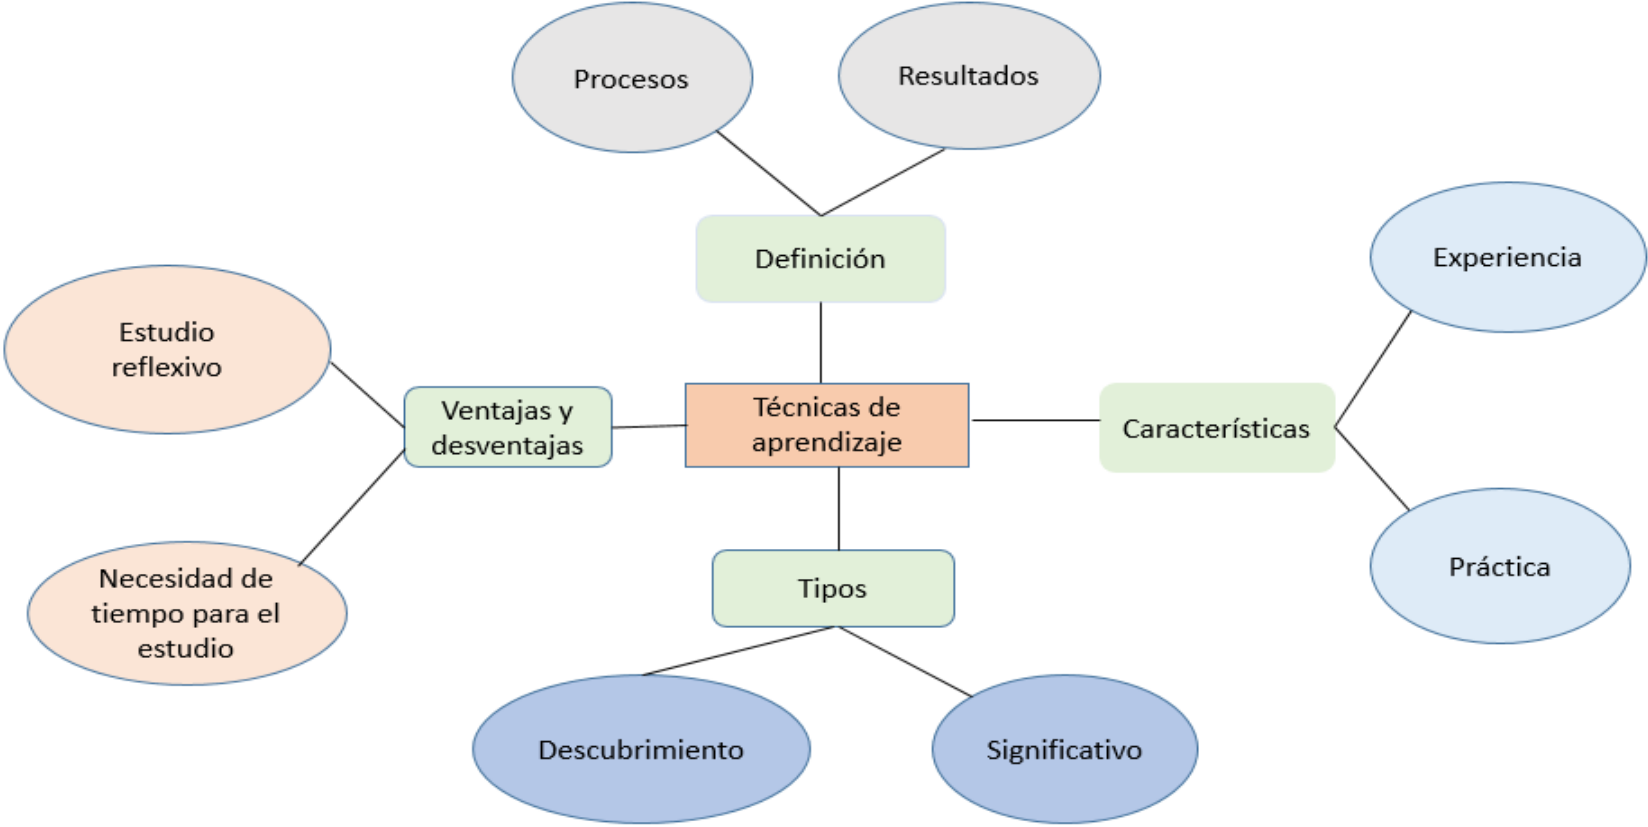 Procesos
Resultados
Definición
Experiencia
Estudio
reflexivo
Ventajas y
desventajas
Técnicas de
aprendizaje
Características
Necesidad de
tiempo para el
estudio
Tipos
Práctica
Descubrimiento
Significativo